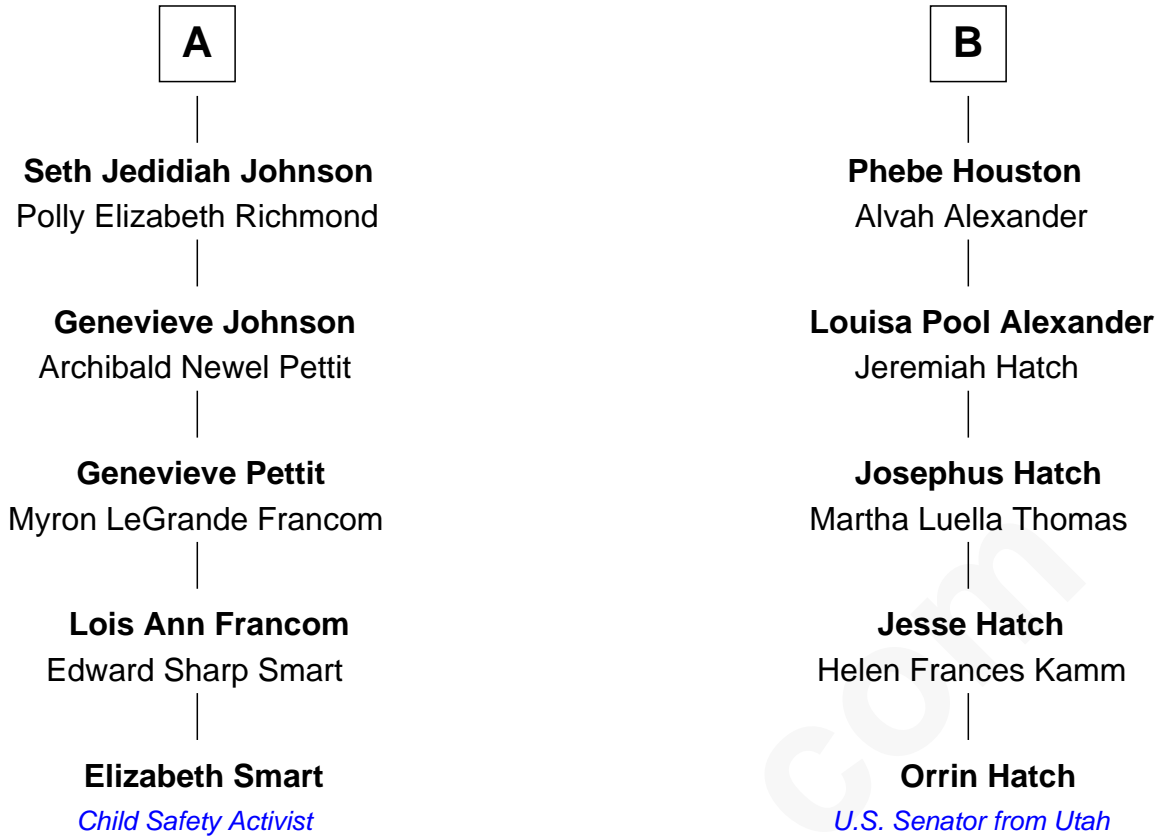 A
Seth Jedidiah Johnson
Polly Elizabeth Richmond
Genevieve Johnson
Archibald Newel Pettit
Genevieve Pettit
Myron LeGrande Francom
Lois Ann Francom
Edward Sharp Smart
Elizabeth Smart
Child Safety Activist
B
Phebe Houston
Alvah Alexander
Louisa Pool Alexander
Jeremiah Hatch
Josephus Hatch
Martha Luella Thomas
Jesse Hatch
Helen Frances Kamm
Orrin Hatch
U.S. Senator from Utah
com